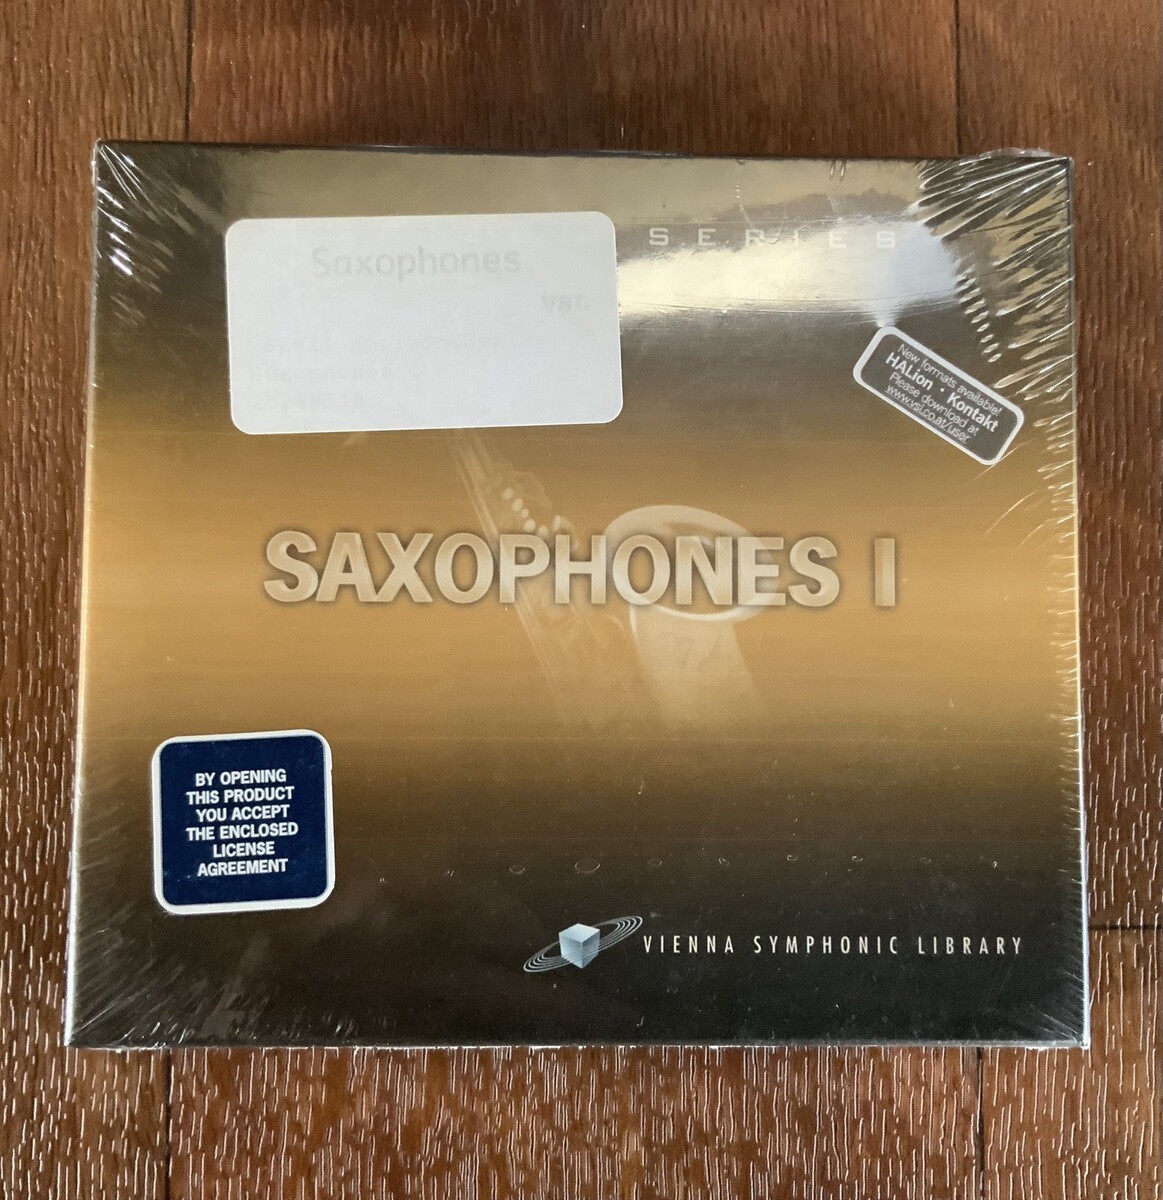 SERIES
Saxophones
VSL
New formats available!
HALion · Kontakt
Please download at
www.vsl.co.at/user
SAXOPHONES I
BY OPENING
THIS PRODUCT
YOU ACCEPT
THE ENCLOSED
LICENSE
AGREEMENT
VIENNA SYMPHONIC LIBRARY